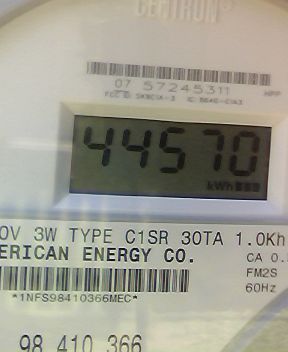 CENTRON®
07 57245311
44570
kWh
0V 3W TYPE C1SR 30TA 1.0Kh
ERICAN ENERGY CO.
CA 0.
FM2S
*1NFS98410366MEC*
60Hz
98 410 366